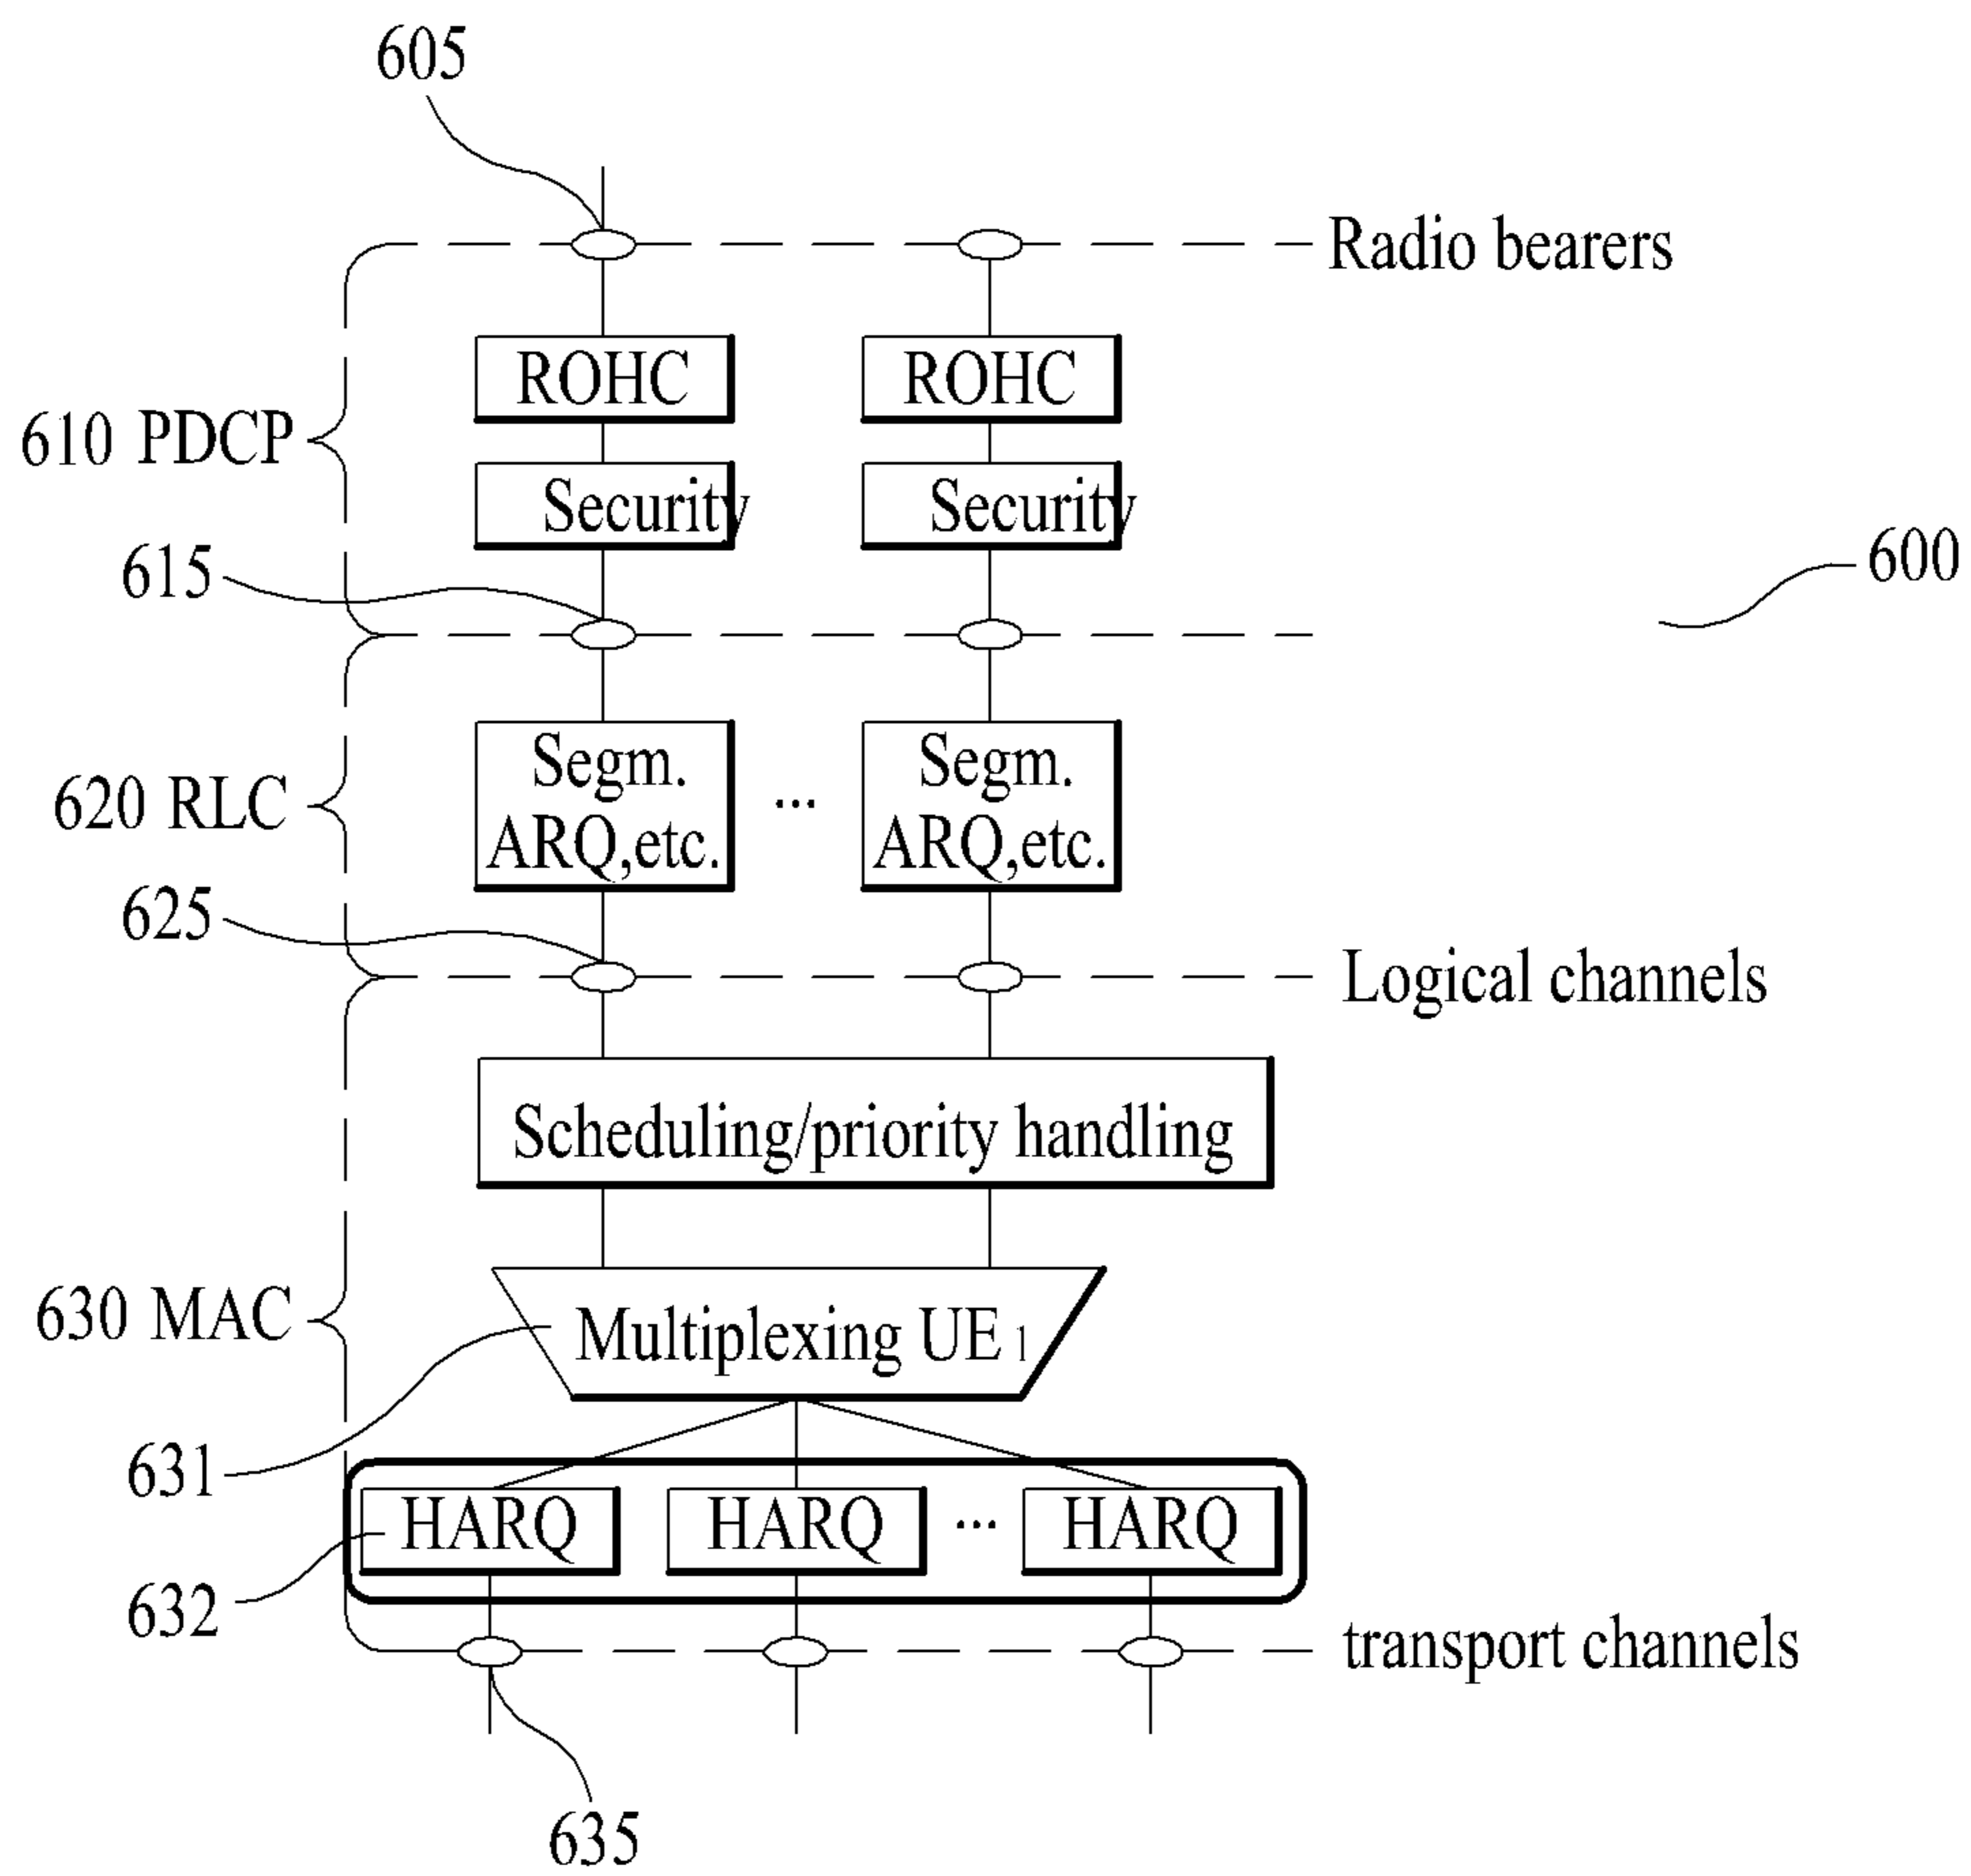 605
Radio bearers
ROHC ROHC
610 PDCP
Security Security
615
600
Segm. Segm.
620 RLC
...
ARQ,etc. ARQ,etc.
625
Logical channels
Scheduling/priority handling
630 MAC
Multiplexing UE 1
631
HARQ HARQ ... HARQ
632
transport channels
635